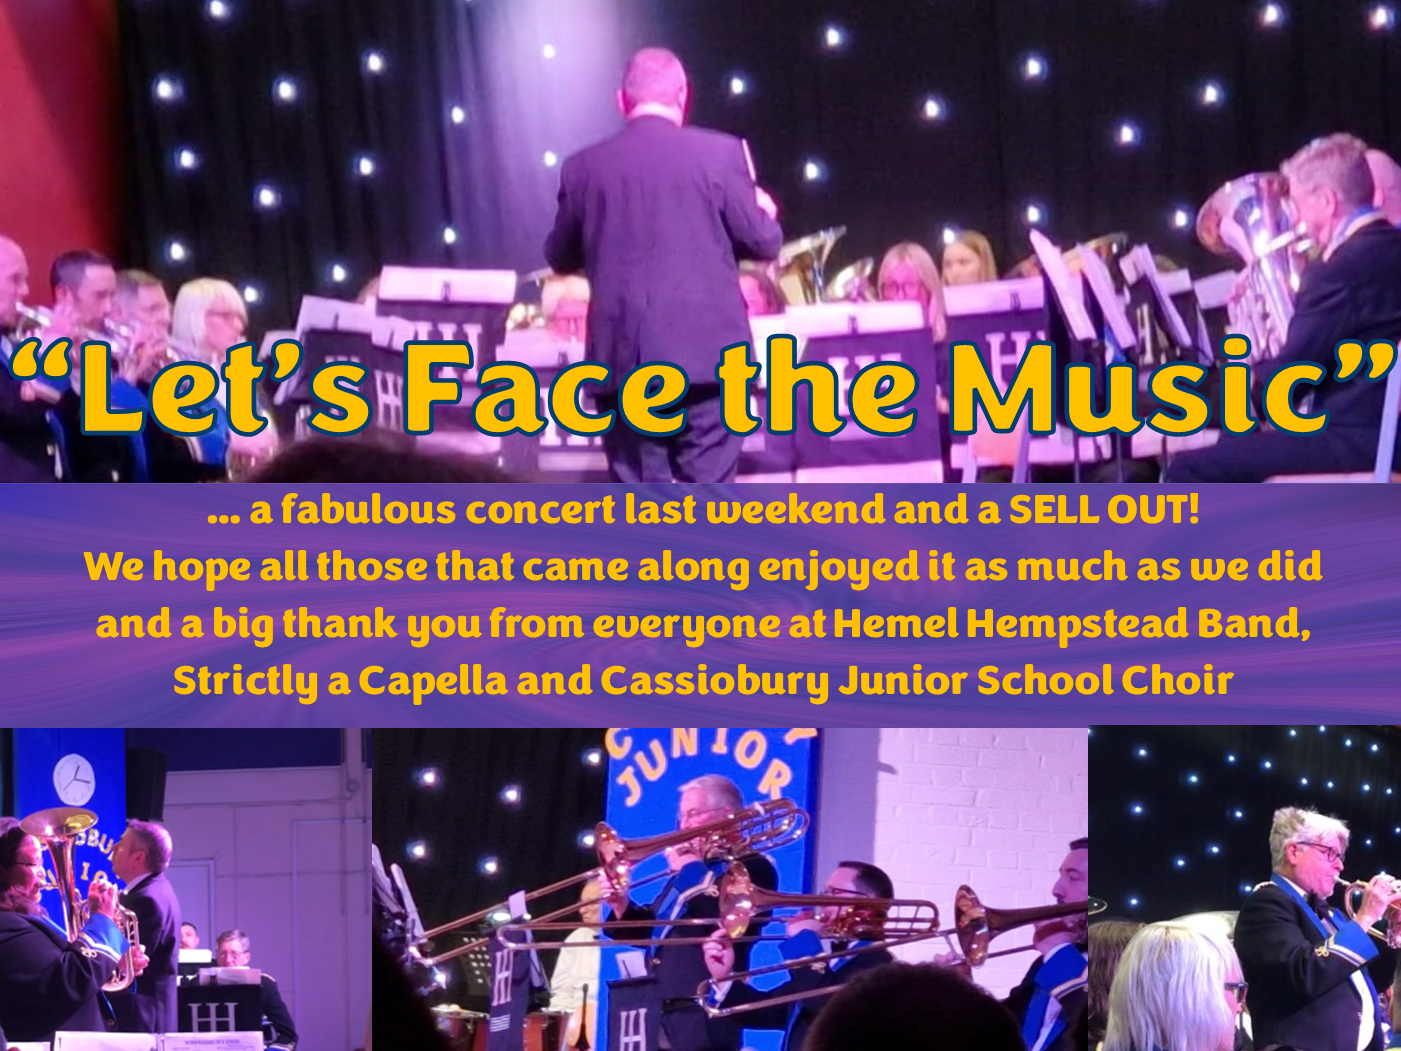 “Let’s Face the Music”
... a fabulous concert last weekend and a SELL OUT!
We hope all those that came along enjoyed it as much as we did
and a big thank you from everyone at Hemel Hempstead Band,
Strictly a Capella and Cassiobury Junior School Choir
JUNIOR